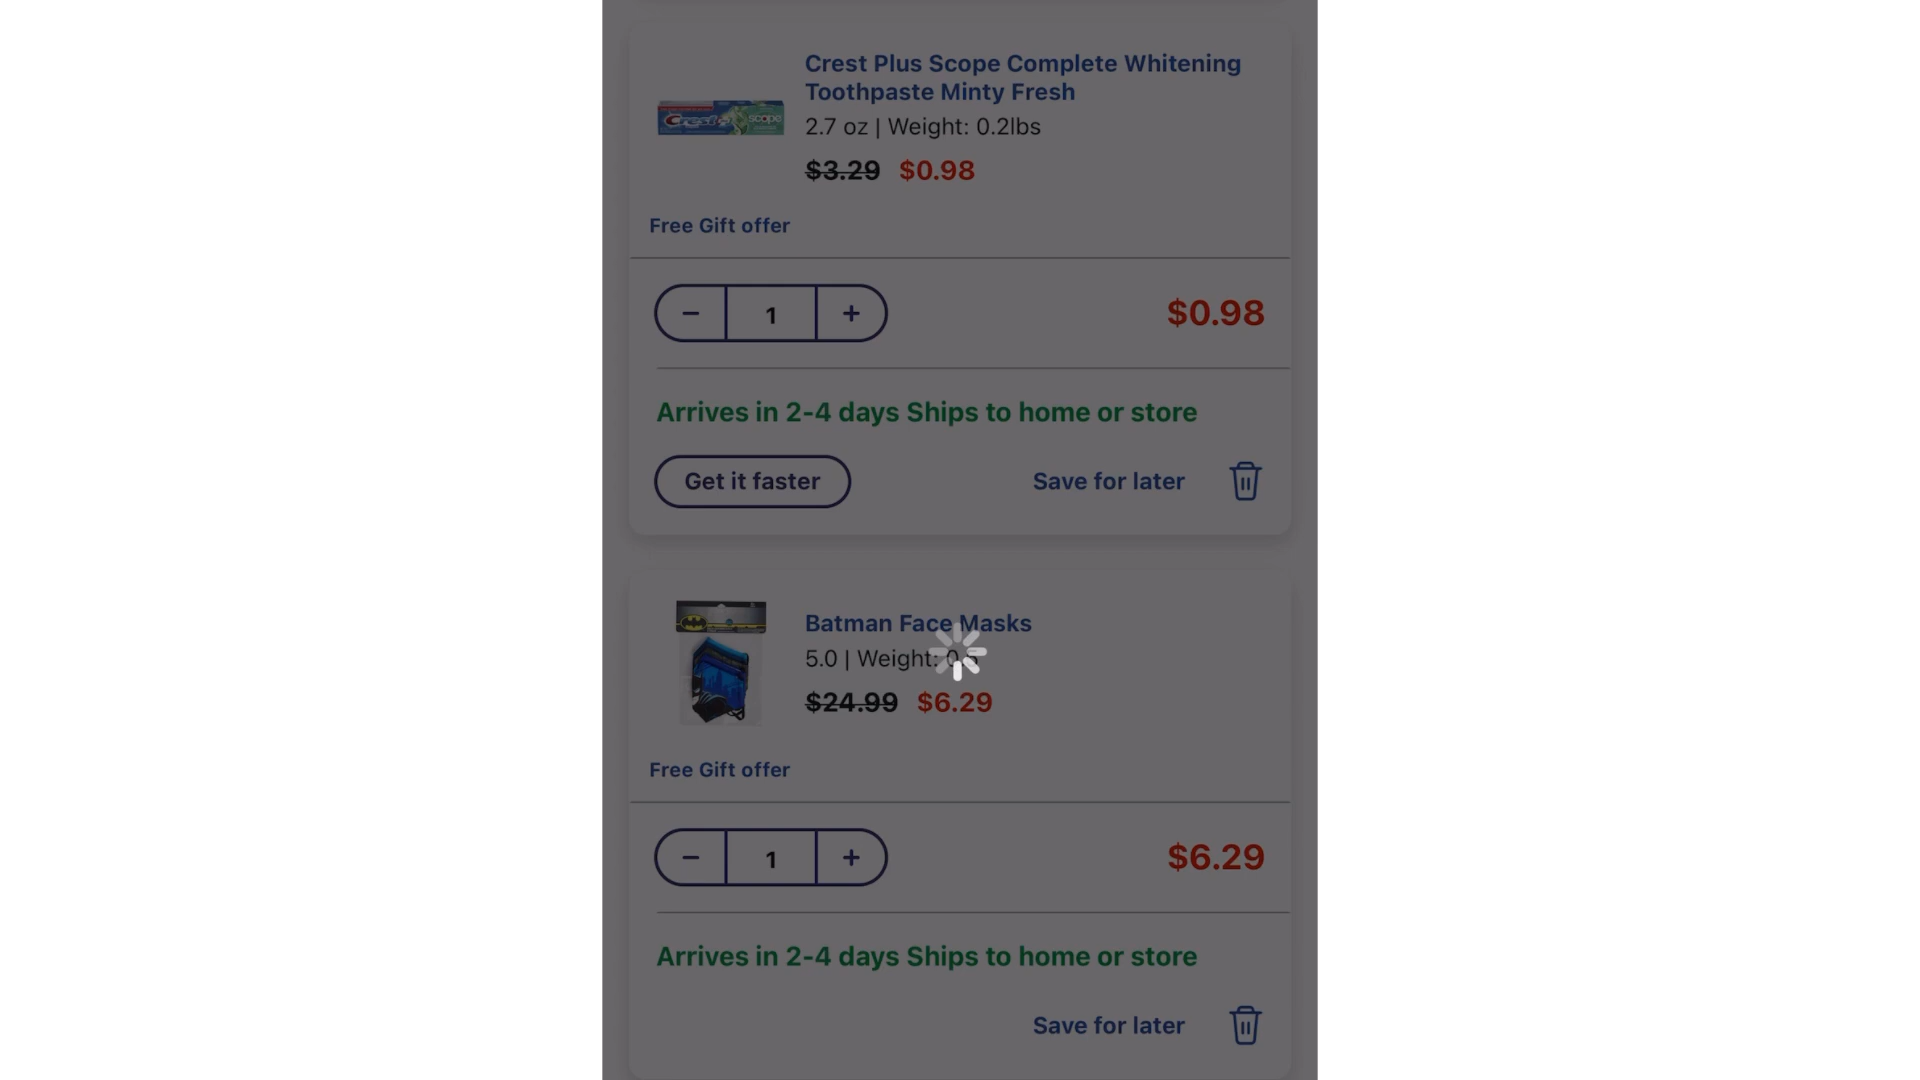 Crest Plus Scope Complete Whitening
Toothpaste Minty Fresh
Crest
scope
2.7 oz | Weight: 0.2lbs
$3.29 $0.98
Free Gift offer
− 1 + $0.98
Arrives in 2-4 days Ships to home or store
Get it faster Save for later
Batman Face Masks
5.0 | Weight:
$24.99 $6.29
Free Gift offer
− 1 + $6.29
Arrives in 2-4 days Ships to home or store
Save for later